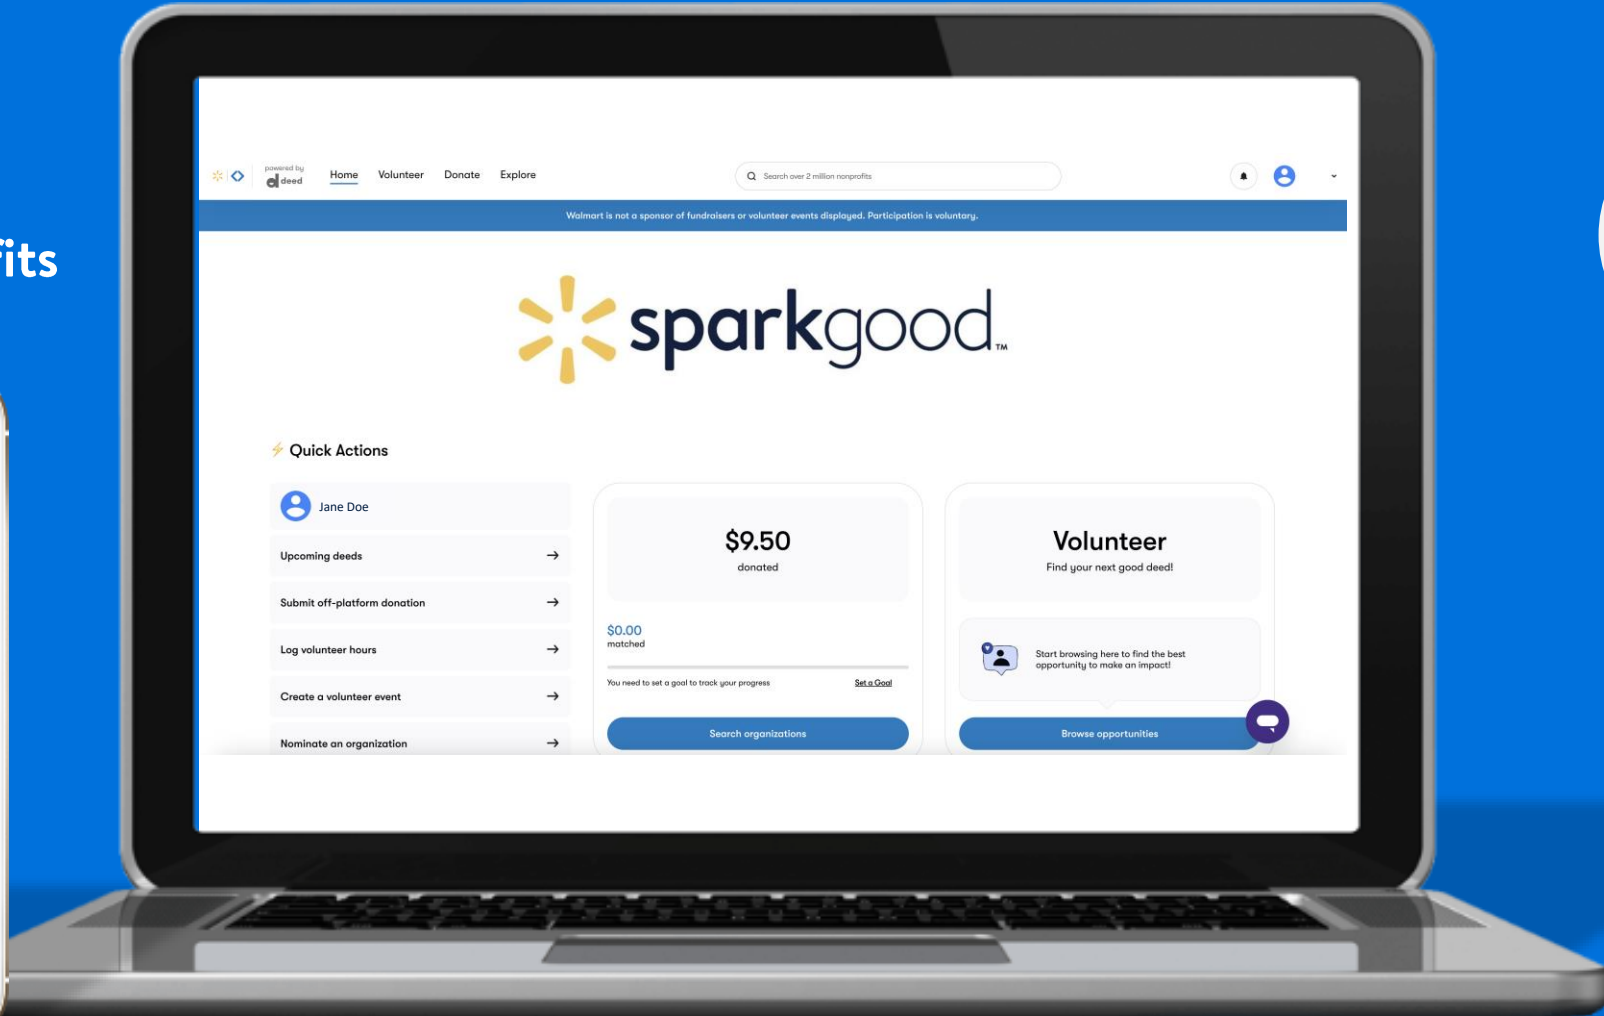 fits
powered by
deed
Home
Volunteer
Donate
Explore
Search over 2 million nonprofits
Walmart is not a sponsor of fundraisers or volunteer events displayed. Participation is voluntary.
sparkgood™
Quick Actions
Jane Doe
Upcoming deeds
Submit off-platform donation
Log volunteer hours
Create a volunteer event
Nominate an organization
$9.50
donated
$0.00
matched
You need to set a goal to track your progress
Set a Goal
Search organizations
Volunteer
Find your next good deed!
Start browsing here to find the best
opportunity to make an impact!
Browse opportunities